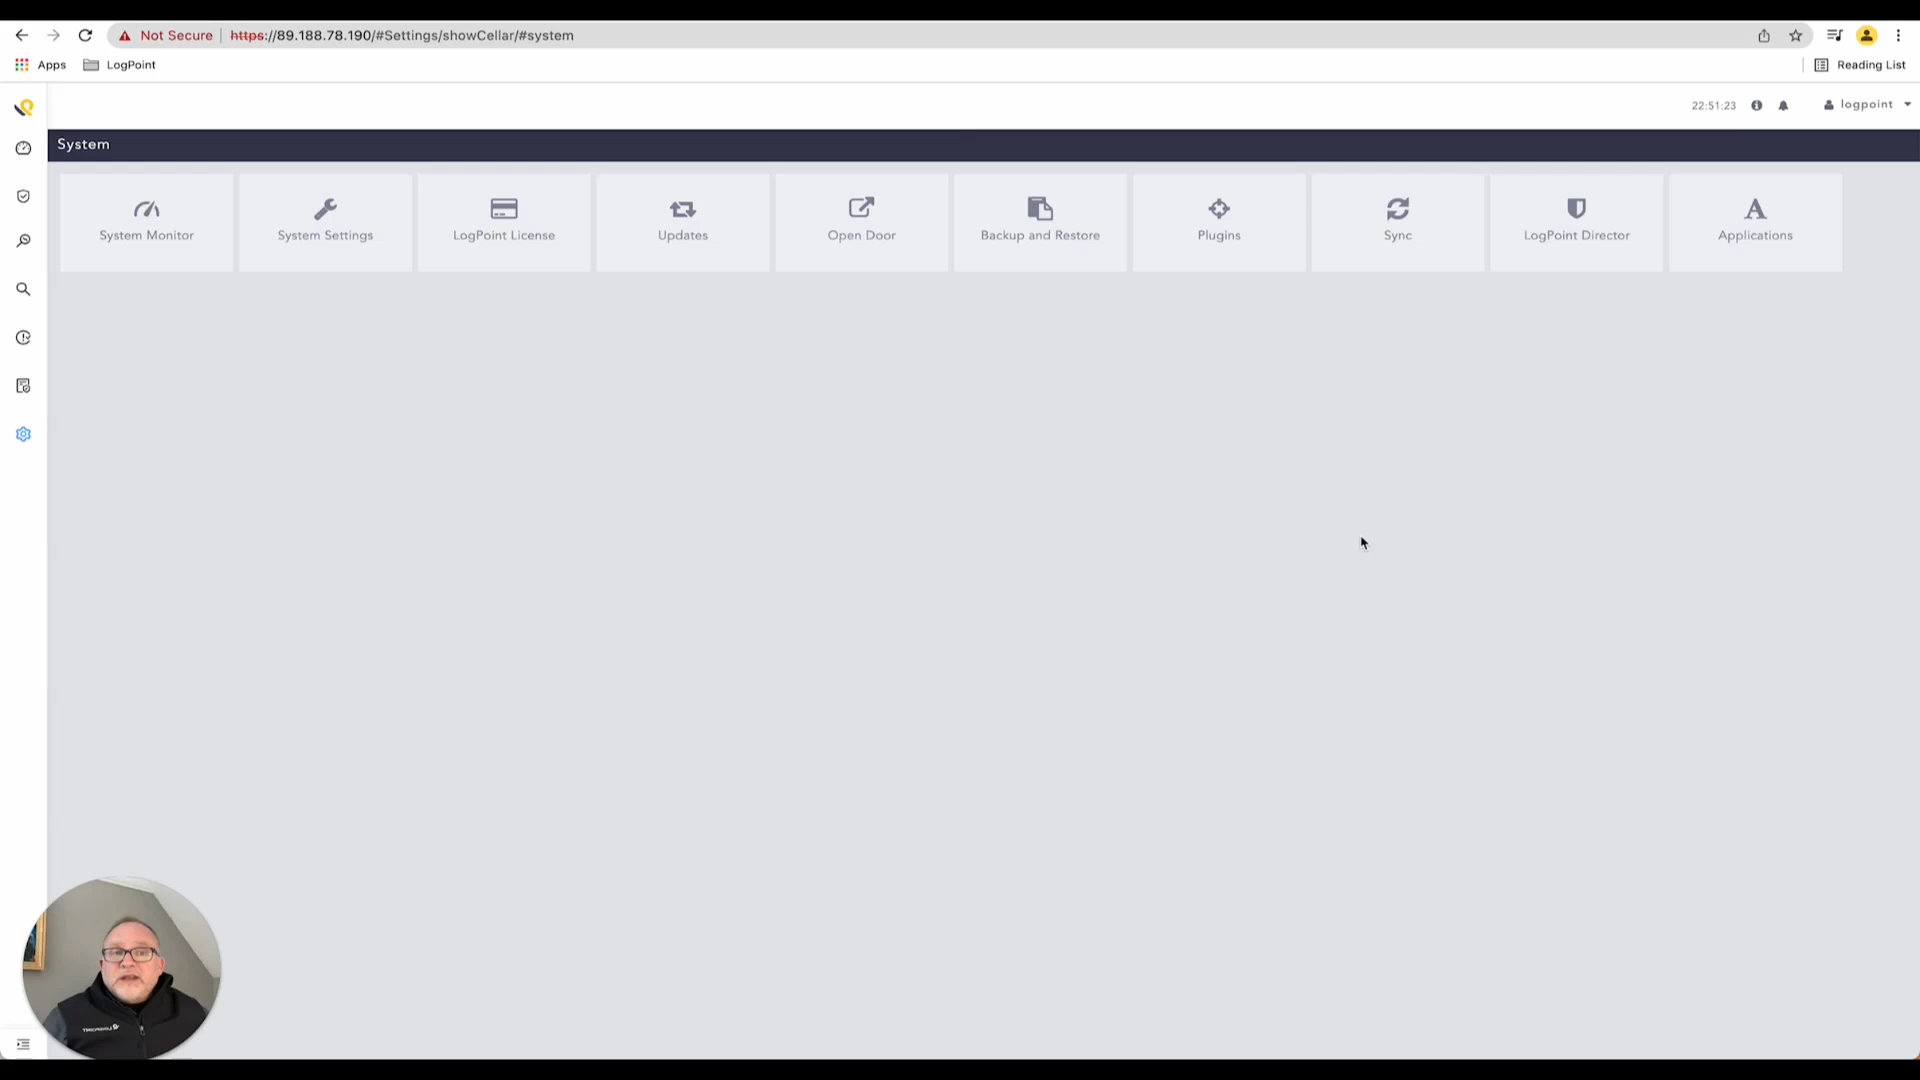 Not Secure https://89.188.78.190/#Settings/showCellar/#system
Apps LogPoint Reading List
22:51:23 logpoint
System
System Monitor System Settings LogPoint License Updates Open Door Backup and Restore Plugins Sync LogPoint Director Applications